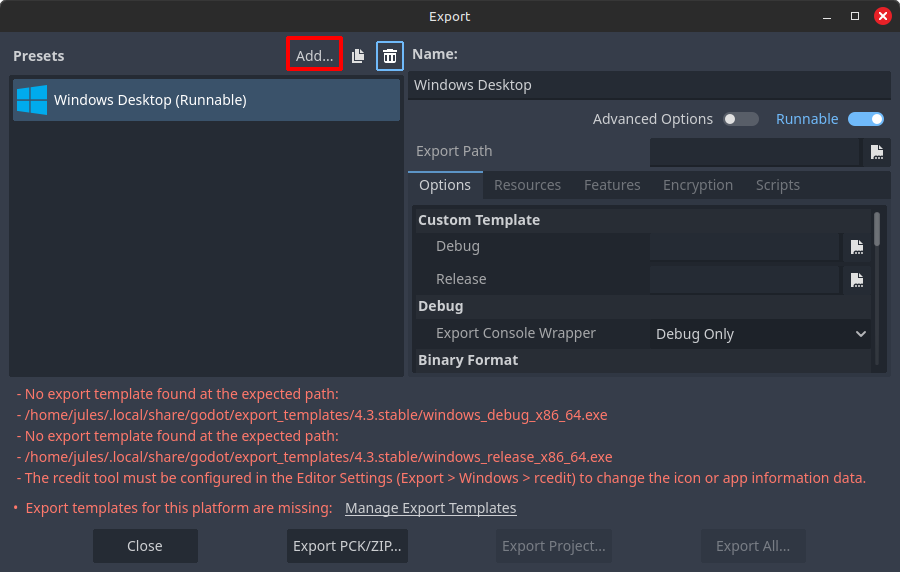 Export
Presets
Add...
Name:
Windows Desktop (Runnable)
Windows Desktop
Advanced Options
Runnable
Export Path
Options Resources Features Encryption Scripts
Custom Template
Debug
Release
Debug
Export Console Wrapper
Debug Only
Binary Format
- No export template found at the expected path:
- /home/jules/.local/share/godot/export_templates/4.3.stable/windows_debug_x86_64.exe
- No export template found at the expected path:
- /home/jules/.local/share/godot/export_templates/4.3.stable/windows_release_x86_64.exe
- The rcedit tool must be configured in the Editor Settings (Export > Windows > rcedit) to change the icon or app information data.
• Export templates for this platform are missing: Manage Export Templates
Close
Export PCK/ZIP...
Export Project...
Export All...